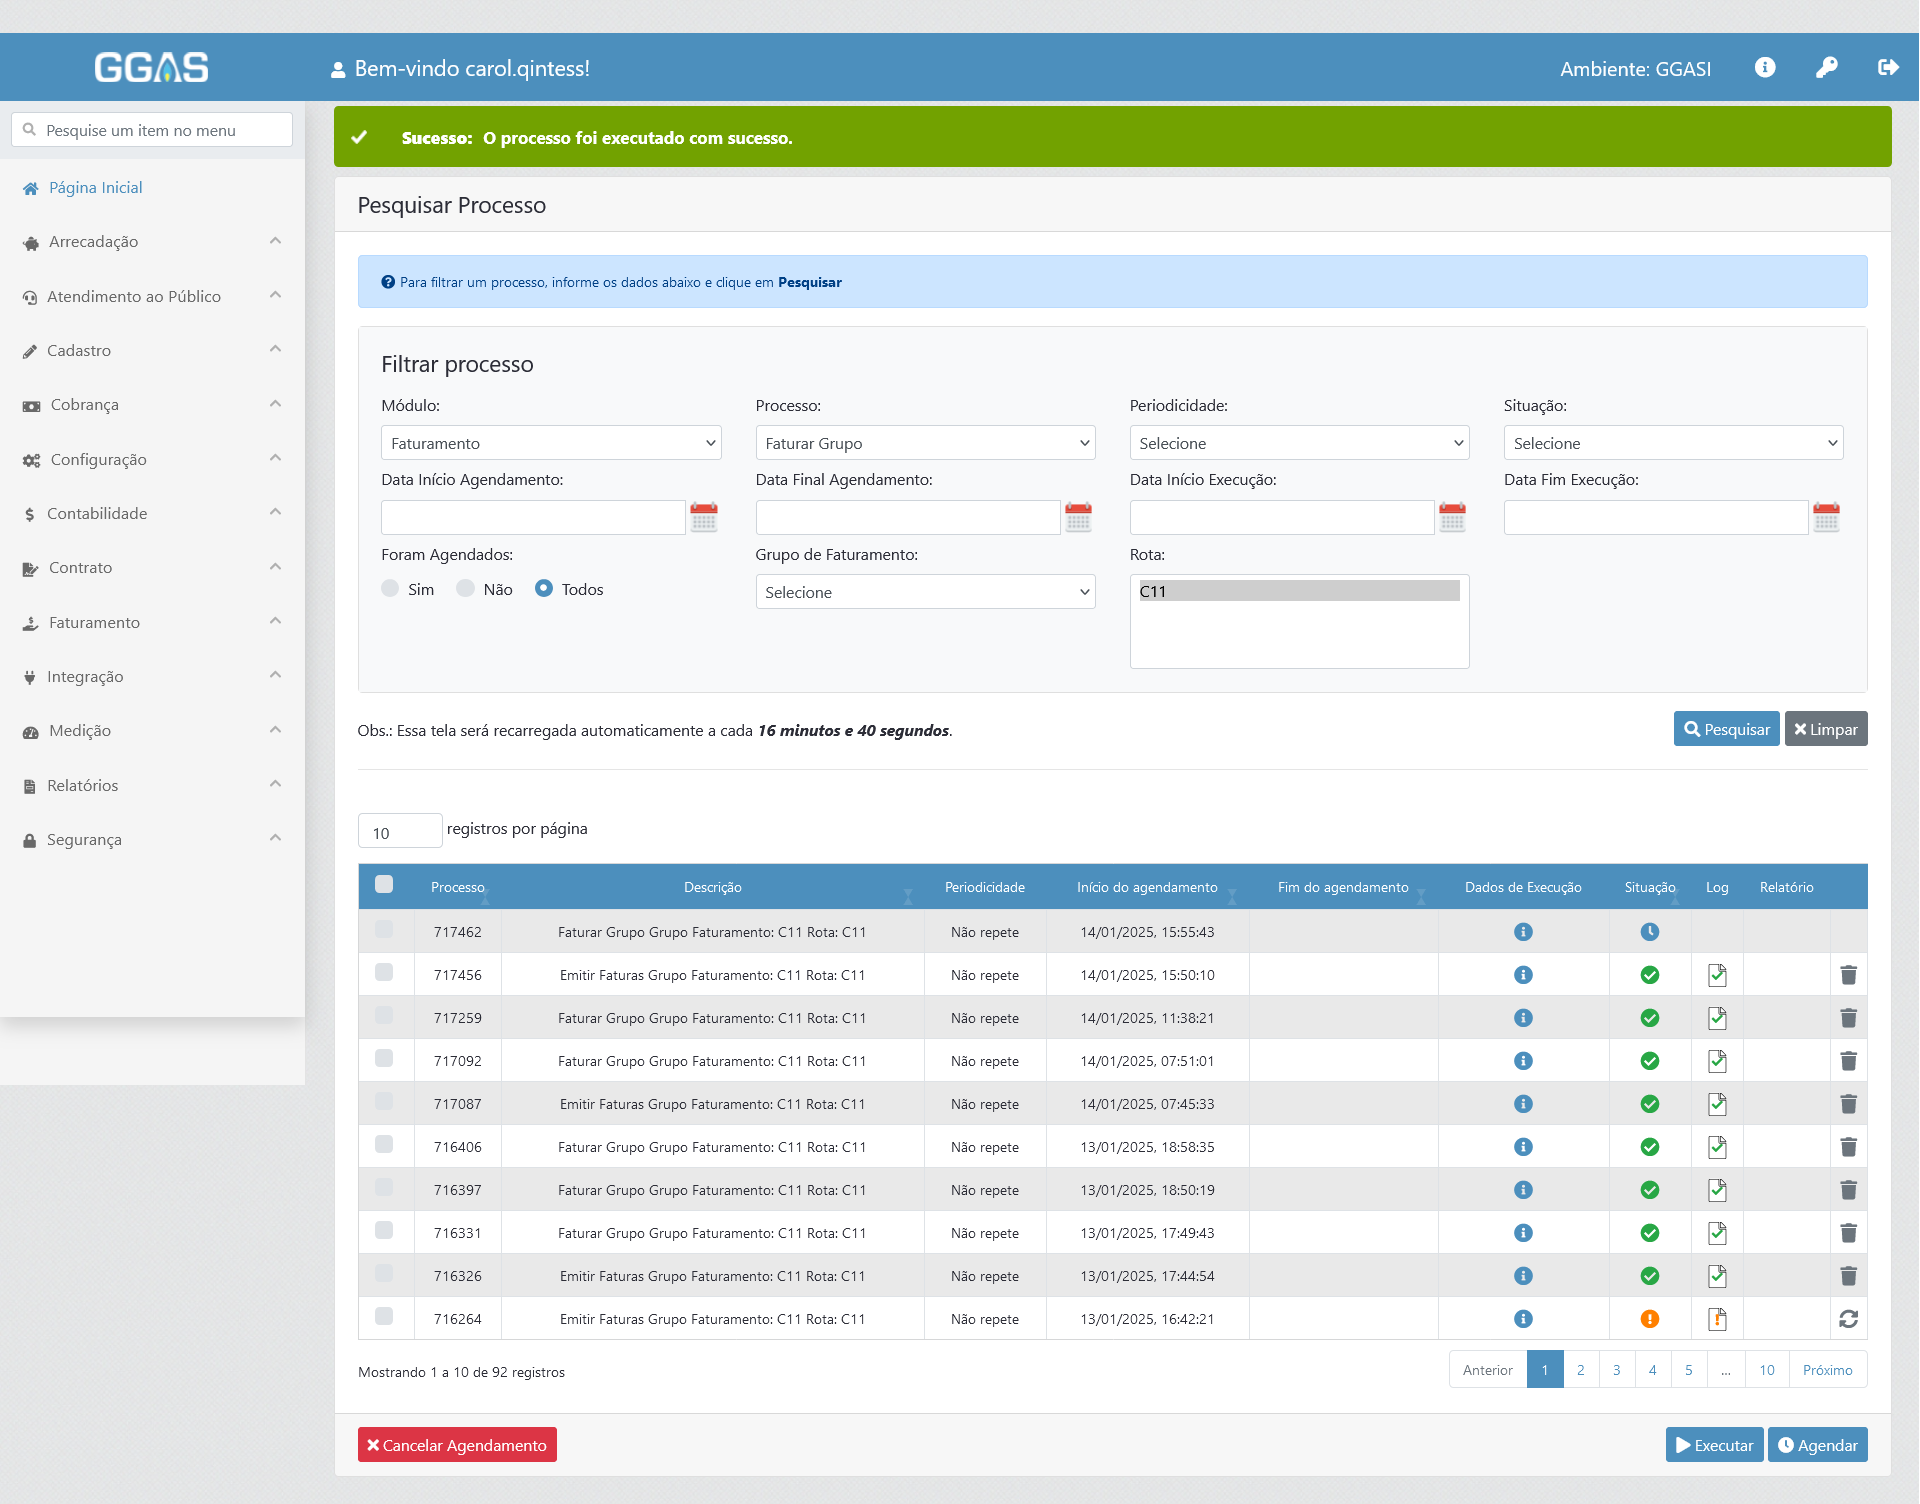 GGAS
Bem-vindo carol.qintess!
Ambiente: GGASI
Pesquise um item no menu
Página Inicial
Arrecadação
Atendimento ao Público
Cadastro
Cobrança
Configuração
Contabilidade
Contrato
Faturamento
Integração
Medição
Relatórios
Segurança
Sucesso: O processo foi executado com sucesso.
Pesquisar Processo
Para filtrar um processo, informe os dados abaixo e clique em Pesquisar
Filtrar processo
Módulo: Processo: Periodicidade: Situação:
Faturamento Faturar Grupo Selecione Selecione
Data Início Agendamento: Data Final Agendamento: Data Início Execução: Data Fim Execução:
Foram Agendados: Grupo de Faturamento: Rota:
Sim Não Todos Selecione C11
Obs.: Essa tela será recarregada automaticamente a cada 16 minutos e 40 segundos.
Pesquisar Limpar
10 registros por página
Processo Descrição Periodicidade Início do agendamento Fim do agendamento Dados de Execução Situação Log Relatório
717462 Faturar Grupo Grupo Faturamento: C11 Rota: C11 Não repete 14/01/2025, 15:55:43
717456 Emitir Faturas Grupo Faturamento: C11 Rota: C11 Não repete 14/01/2025, 15:50:10
717259 Faturar Grupo Grupo Faturamento: C11 Rota: C11 Não repete 14/01/2025, 11:38:21
717092 Faturar Grupo Grupo Faturamento: C11 Rota: C11 Não repete 14/01/2025, 07:51:01
717087 Emitir Faturas Grupo Faturamento: C11 Rota: C11 Não repete 14/01/2025, 07:45:33
716406 Faturar Grupo Grupo Faturamento: C11 Rota: C11 Não repete 13/01/2025, 18:58:35
716397 Faturar Grupo Grupo Faturamento: C11 Rota: C11 Não repete 13/01/2025, 18:50:19
716331 Faturar Grupo Grupo Faturamento: C11 Rota: C11 Não repete 13/01/2025, 17:49:43
716326 Emitir Faturas Grupo Faturamento: C11 Rota: C11 Não repete 13/01/2025, 17:44:54
716264 Emitir Faturas Grupo Faturamento: C11 Rota: C11 Não repete 13/01/2025, 16:42:21
Mostrando 1 a 10 de 92 registros
Anterior 1 2 3 4 5 ... 10 Próximo
Cancelar Agendamento
Executar Agendar